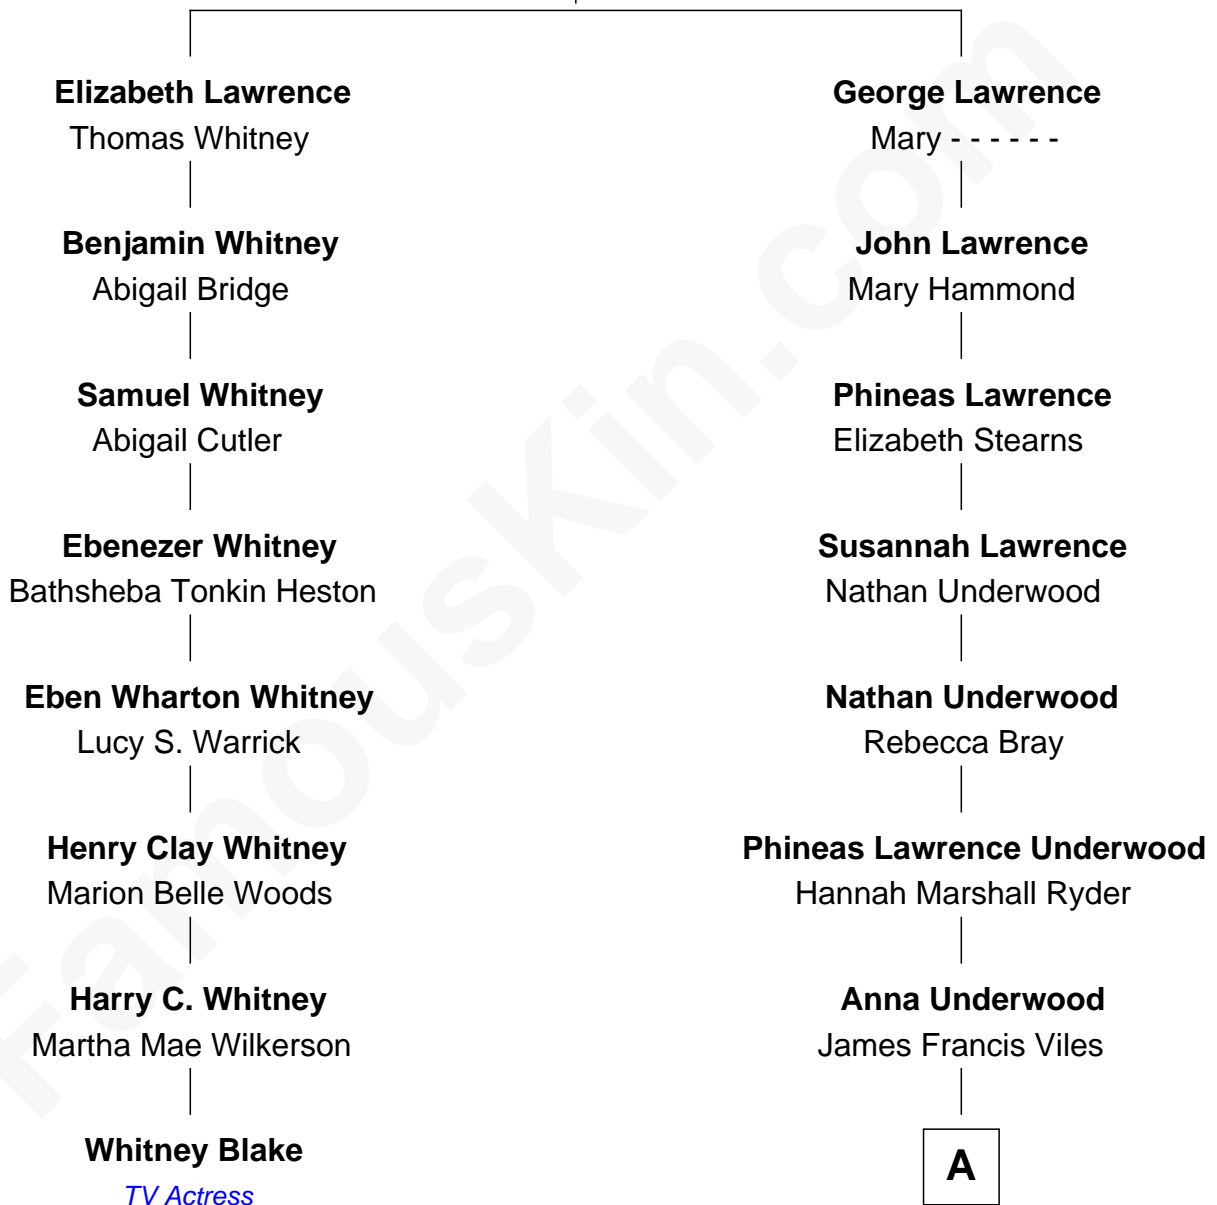 Elizabeth Lawrence
Thomas Whitney
Benjamin Whitney
Abigail Bridge
Samuel Whitney
Abigail Cutler
Ebenezer Whitney
Bathsheba Tonkin Heston
Eben Wharton Whitney
Lucy S. Warrick
Henry Clay Whitney
Marion Belle Woods
Harry C. Whitney
Martha Mae Wilkerson
Whitney Blake
TV Actress
George Lawrence
Mary - - - - - -
John Lawrence
Mary Hammond
Phineas Lawrence
Elizabeth Stearns
Susannah Lawrence
Nathan Underwood
Nathan Underwood
Rebecca Bray
Phineas Lawrence Underwood
Hannah Marshall Ryder
Anna Underwood
James Francis Viles
A
FamousKin.com